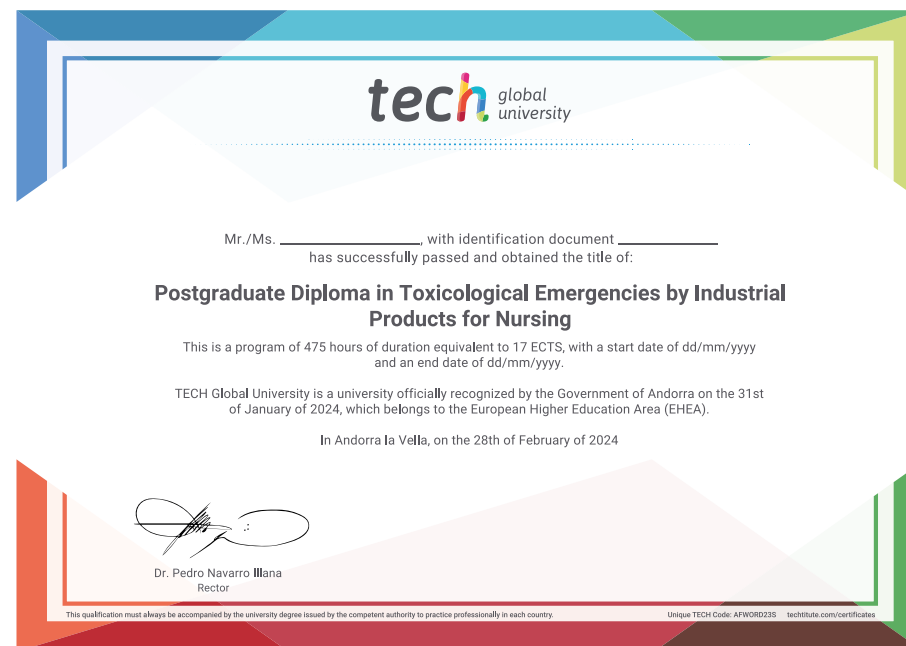 tech global
university
Mr./Ms. ____________, with identification document ____________
has successfully passed and obtained the title of:
Postgraduate Diploma in Toxicological Emergencies by Industrial
Products for Nursing
This is a program of 475 hours of duration equivalent to 17 ECTS, with a start date of dd/mm/yyyy
and an end date of dd/mm/yyyy.
TECH Global University is a university officially recognized by the Government of Andorra on the 31st
of January of 2024, which belongs to the European Higher Education Area (EHEA).
In Andorra la Vella, on the 28th of February of 2024
Dr. Pedro Navarro Illana
Rector
This qualification must always be accompanied by the university degree issued by the competent authority to practice professionally in each country.
Unique TECH Code: AFWORD23S techtitute.com/certificates